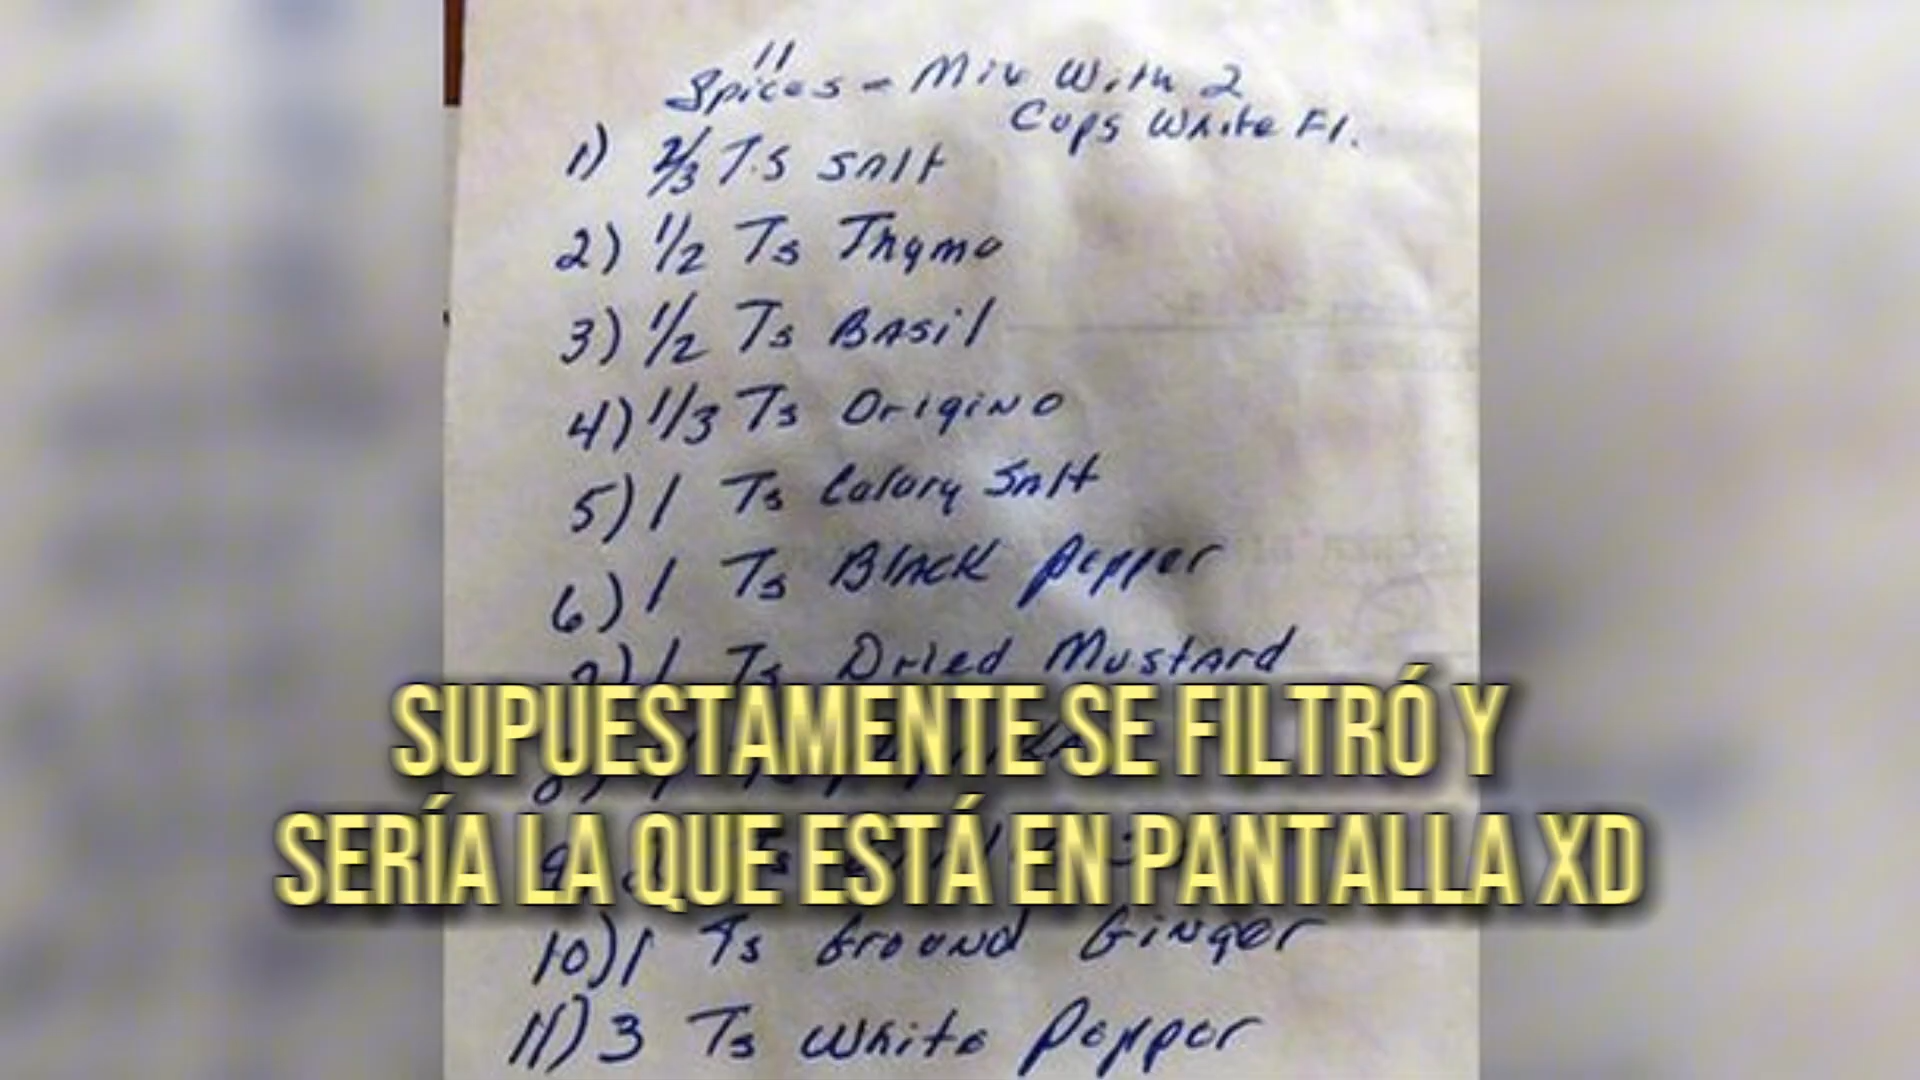 11
Spices - Mix With 2
Cups White Fl.
1) 2/3 Ts Salt
2) 1/2 Ts Thyme
3) 1/2 Ts Basil
4) 1/3 Ts Origino
5) 1 Ts Celery Salt
6) 1 Ts Black Pepper
7) 1 Ts Dried Mustard
SUPUESTAMENTE SE FILTRÓ Y
SERÍA LA QUE ESTÁ EN PANTALLA XD
10) 1 Ts Ground Ginger
11) 3 Ts White Pepper